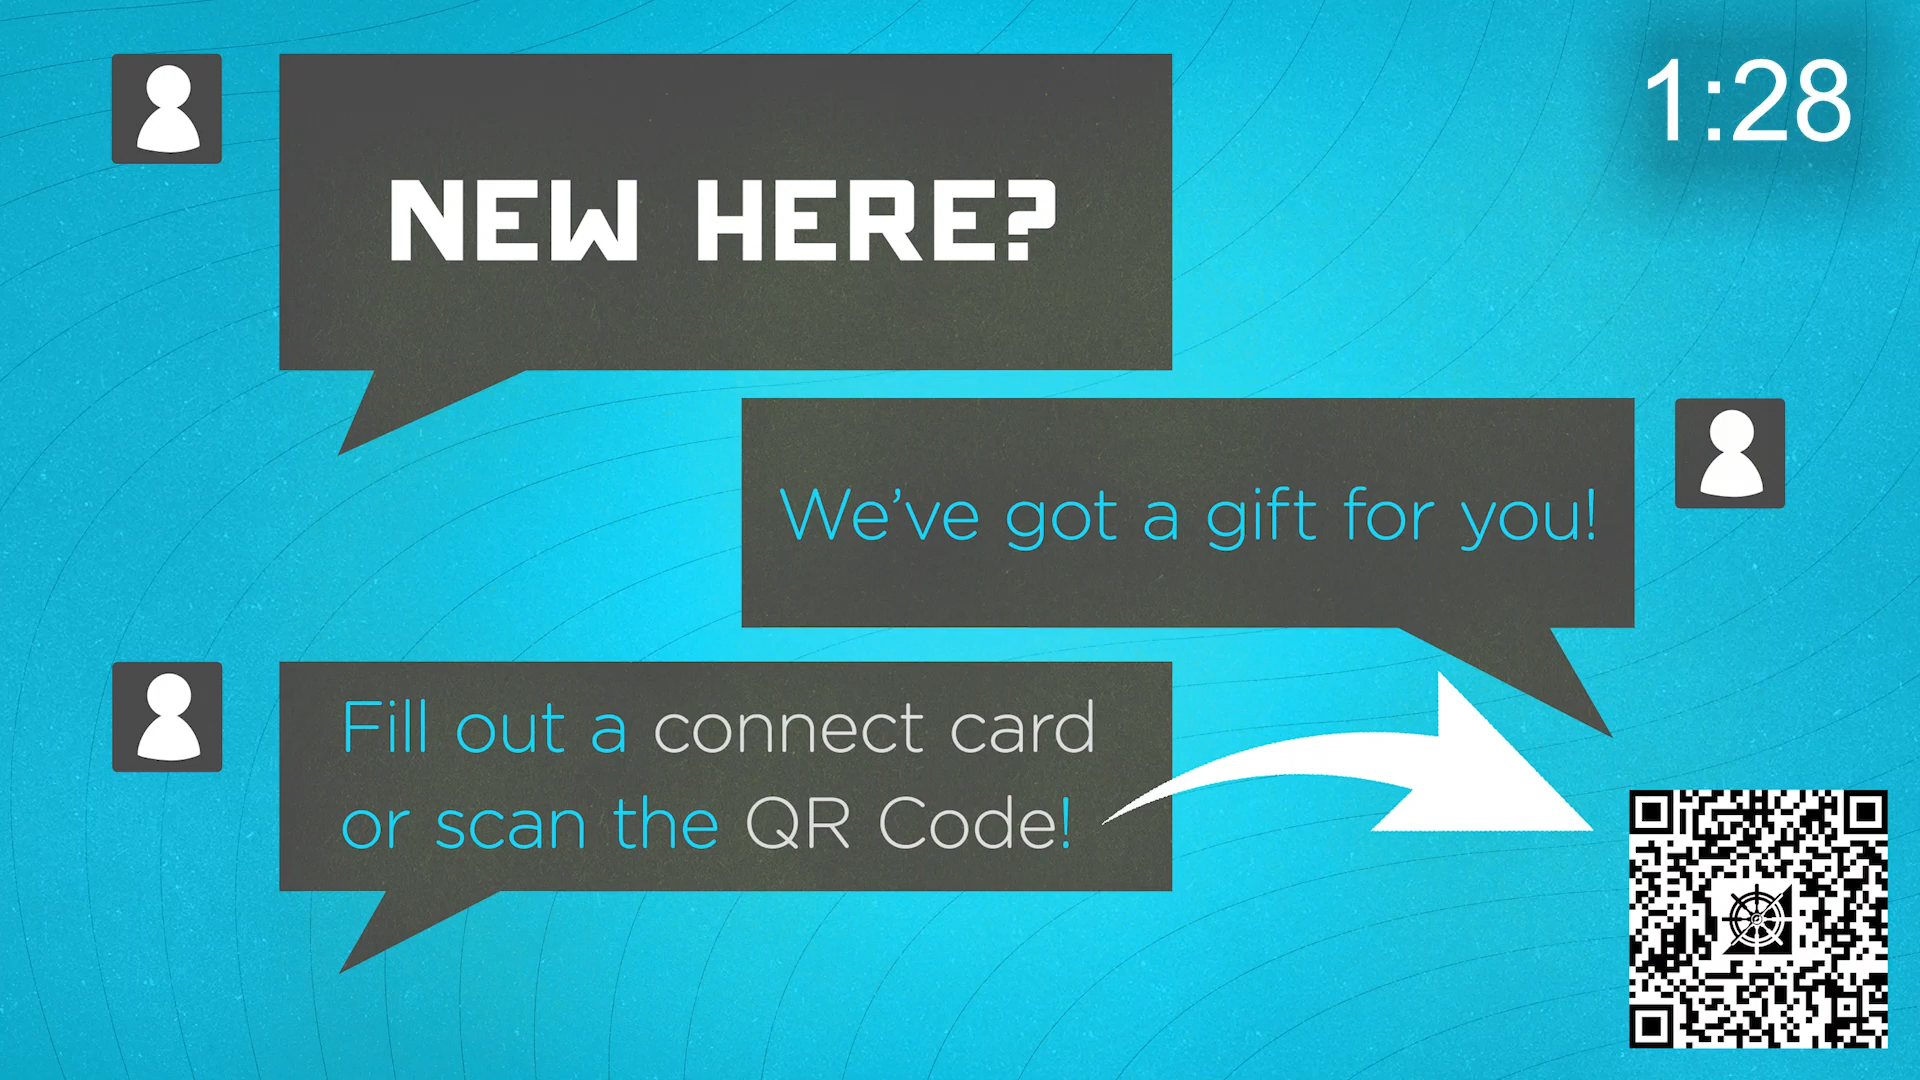 NEW HERE?
1:28
We've got a gift for you!
Fill out a connect card
or scan the QR Code!